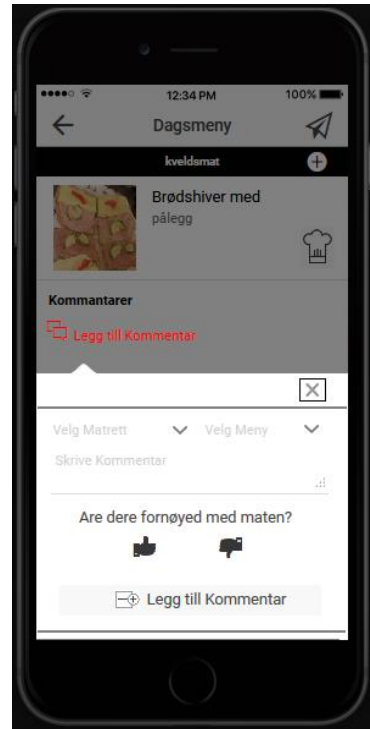 12:34 PM
100%
Dagsmeny
kveldsmat
Brødshiver med
pålegg
Kommantarer
Legg till Kommentar
Velg Matrett Velg Meny
Skrive Kommentar
Are dere fornøyed med maten?
Legg till Kommentar